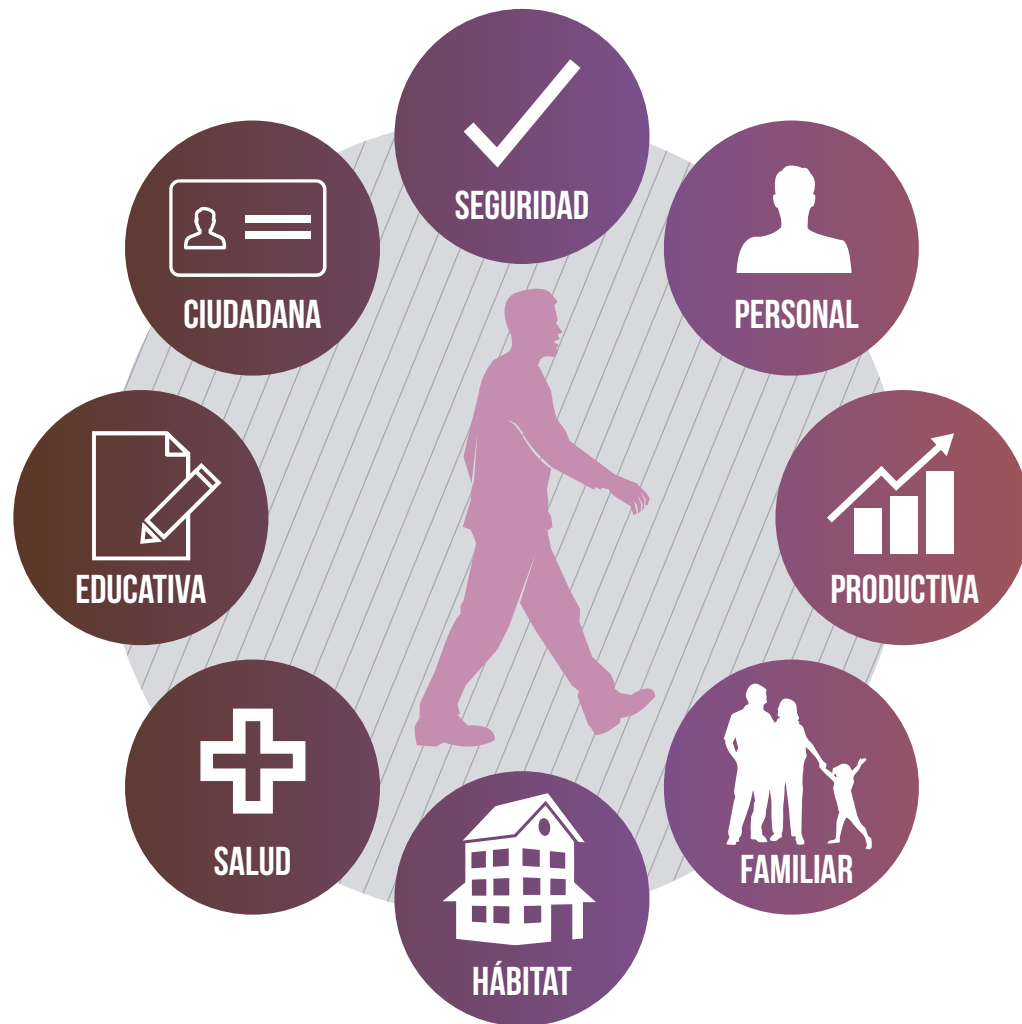 SEGURIDAD
PERSONAL
PRODUCTIVA
FAMILIAR
HÁBITAT
SALUD
EDUCATIVA
CIUDADANA